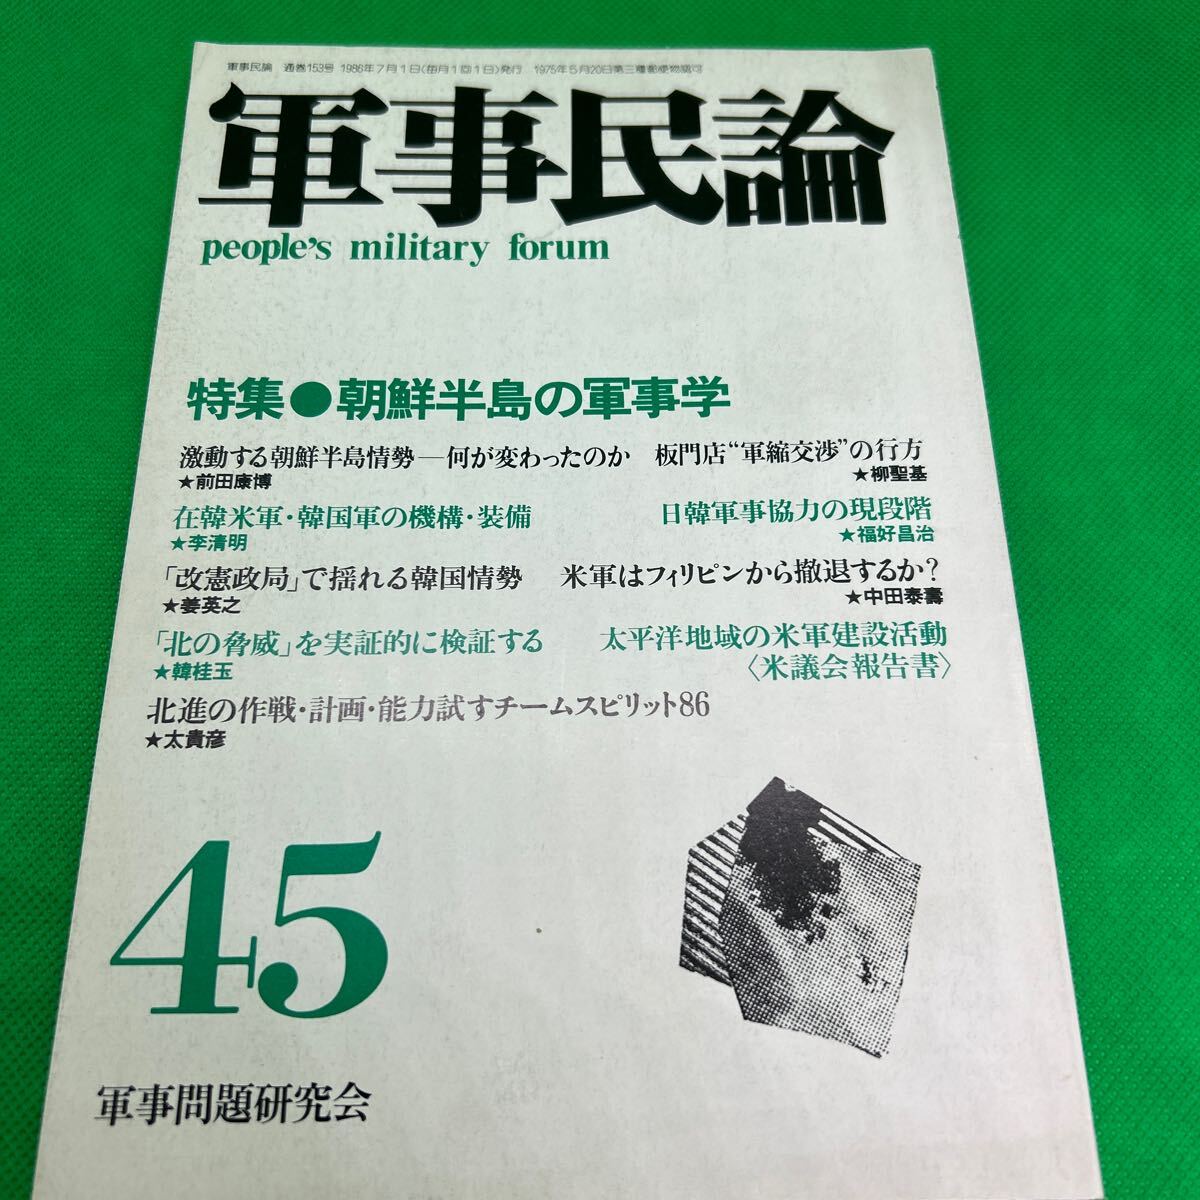 軍事民論 通巻153号 1986年7月1日(毎月1回1日)発行 1975年5月20日第三種郵便物認可
軍事民論
people's military forum
特集●朝鮮半島の軍事学
激動する朝鮮半島情勢―何が変わったのか
★前田康博
板門店“軍縮交渉”の行方
★柳聖基
在韓米軍・韓国軍の機構・装備
★李清明
日韓軍事協力の現段階
★福好昌治
「改憲政局」で揺れる韓国情勢
★姜英之
米軍はフィリピンから撤退するか?
★中田泰壽
「北の脅威」を実証的に検証する
★韓桂玉
太平洋地域の米軍建設活動
〈米議会報告書〉
北進の作戦・計画・能力試すチームスピリット86
★太貴彦
45
軍事問題研究会